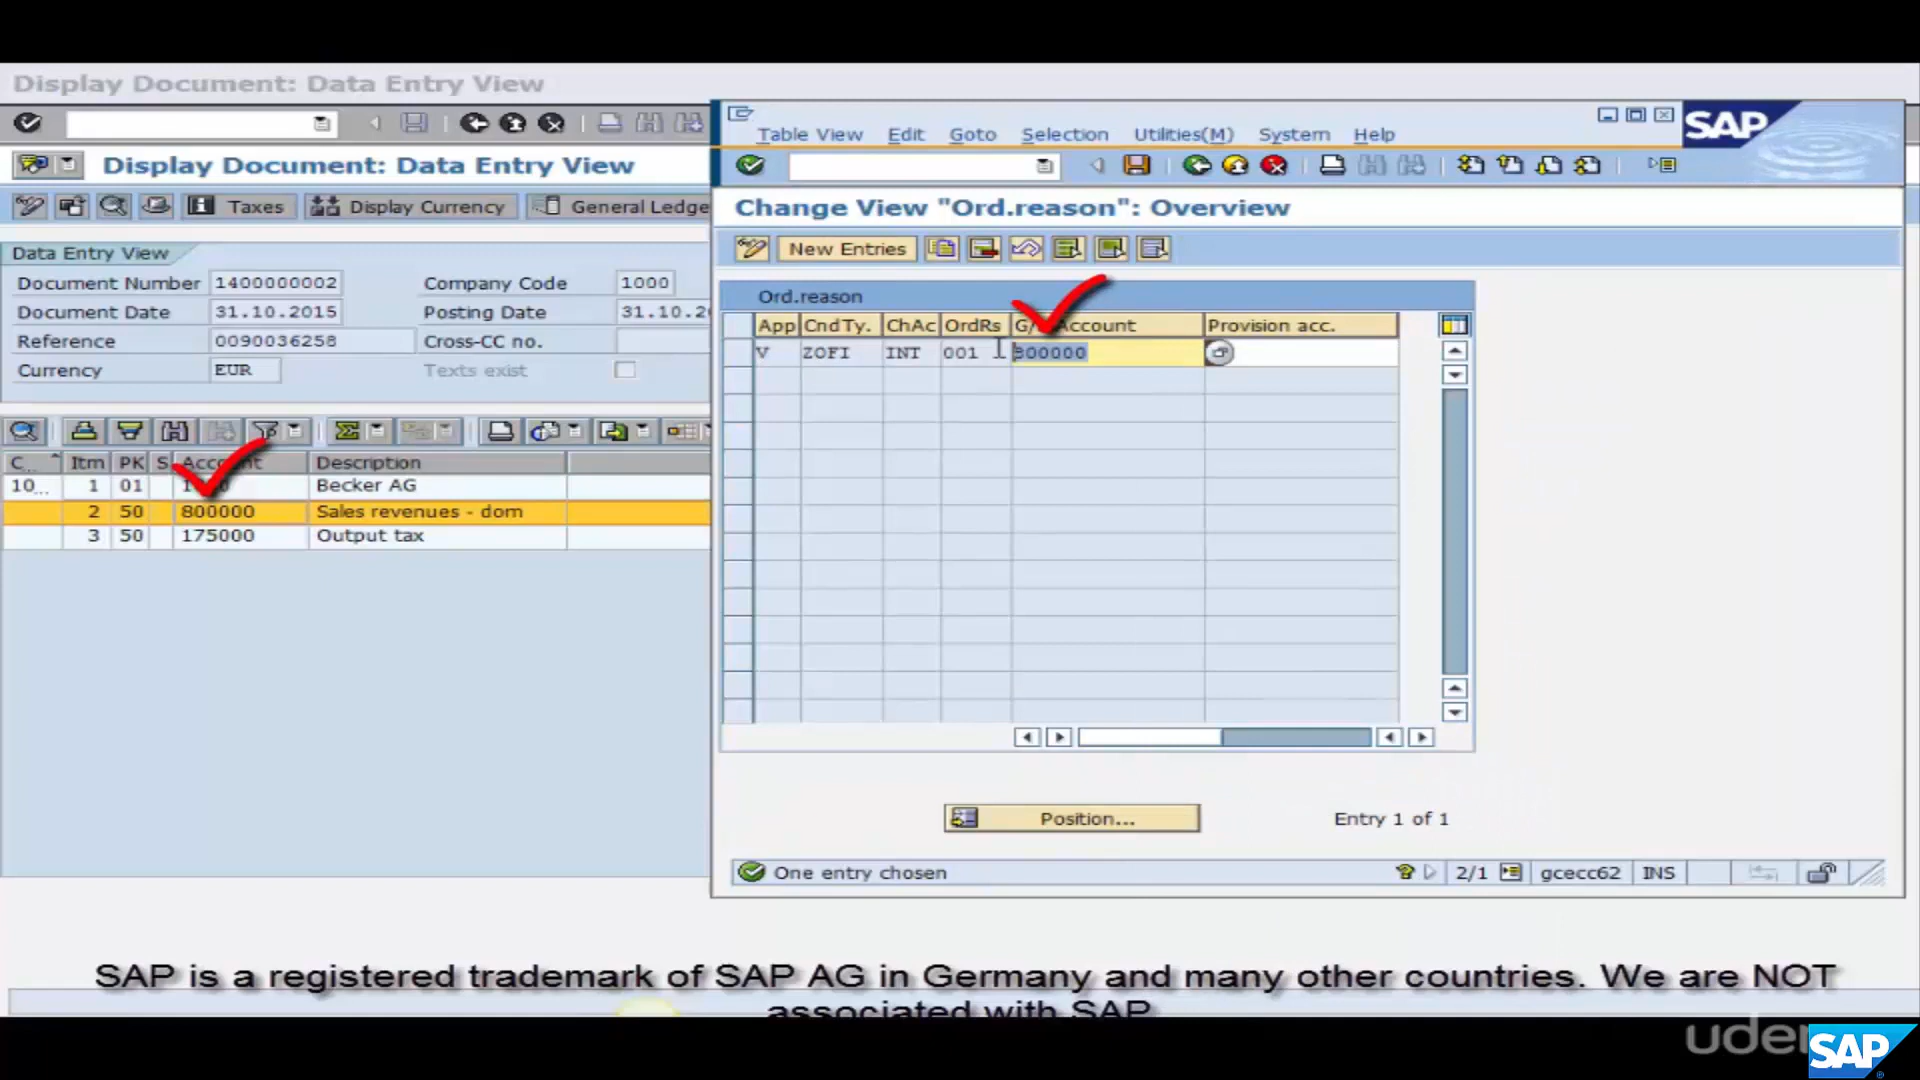 Display Document: Data Entry View
Display Document: Data Entry View
Taxes
Display Currency
General Ledge
Data Entry View
Document Number 1400000002 Company Code 1000
Document Date 31.10.2015 Posting Date 31.10.2
Reference 0090036258 Cross-CC no.
Currency EUR Texts exist
C... Itm PK S Account Description
10... 1 01 Becker AG
2 50 800000 Sales revenues - dom
3 50 175000 Output tax
Table View Edit Goto Selection Utilities(M) System Help
SAP
Change View "Ord.reason": Overview
New Entries
Ord.reason
App CndTy. ChAc OrdRs G/ Account Provision acc.
V ZOFI INT 001 800000
Position...
Entry 1 of 1
One entry chosen
2/1 gcecc62 INS
SAP is a registered trademark of SAP AG in Germany and many other countries. We are NOT
associated with SAP
SAP